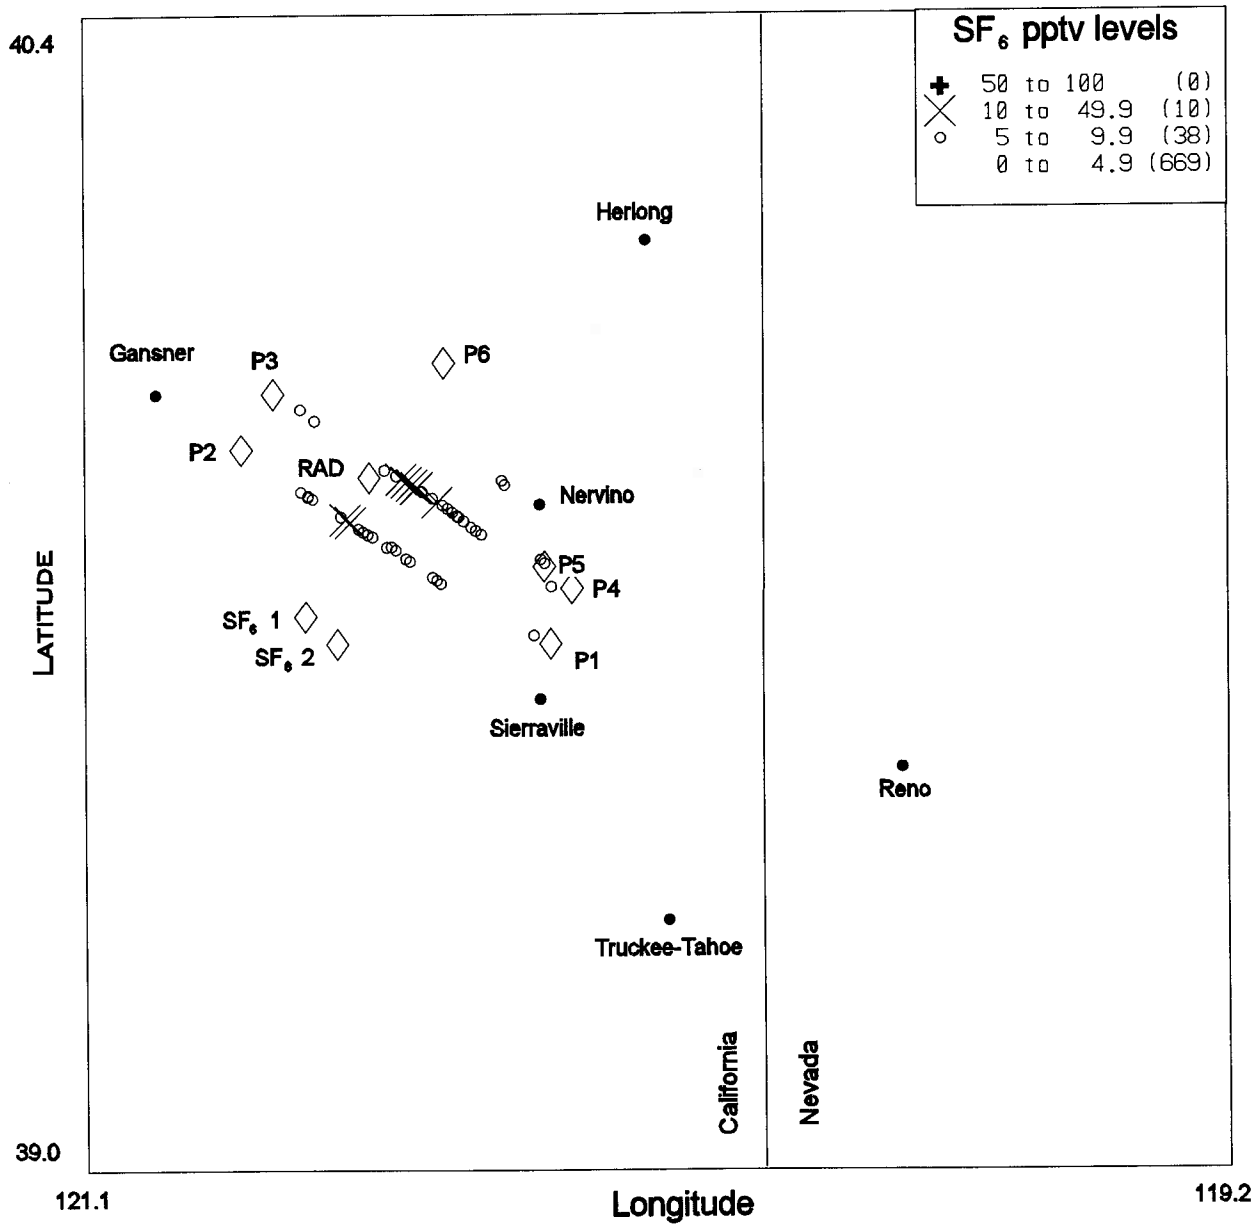 40.4
SF₆ pptv levels
50 to 100 (0)
10 to 49.9 (10)
5 to 9.9 (38)
0 to 4.9 (669)
Herlong
Gansner
P3
P6
P2
RAD
Nervino
P5
P4
SF₆ 1
SF₆ 2
P1
Sierraville
Reno
Truckee-Tahoe
California
Nevada
LATITUDE
39.0
121.1
Longitude
119.2